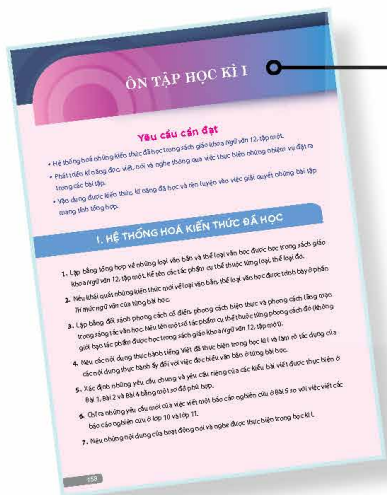 ÔN TẬP HỌC KÌ I
Yêu cầu cần đạt
• Hệ thống hoá những kiến thức đã học trong sách giáo khoa ngữ văn 12, tập một.
• Phát triển kĩ năng đọc, viết, nói và nghe thông qua việc thực hiện những nhiệm vụ đặt ra
trong các bài tập.
• Vận dụng được kiến thức, kĩ năng đã học và rèn luyện vào việc giải quyết những bài tập
mang tính tổng hợp.
I. HỆ THỐNG HOÁ KIẾN THỨC ĐÃ HỌC
1. Lập bảng tổng hợp về những loại văn bản và thể loại văn học được học trong sách giáo
khoa ngữ văn 12, tập một. Kể tên các tác phẩm cụ thể thuộc từng loại, thể loại đó.
2. Nêu khái quát những kiến thức mới về loại văn bản, thể loại văn học được trình bày ở phần
Tri thức ngữ văn của từng bài học.
3. Lập bảng đối sánh phong cách cổ điển, phong cách hiện thực và phong cách lãng mạn
trong sáng tác văn học. Nêu tên một số tác phẩm cụ thể thuộc từng phong cách đó (không
giới hạn tác phẩm được học trong sách giáo khoa ngữ văn 12, tập một).
4. Nêu các nội dung thực hành tiếng Việt đã thực hiện trong học kì I và làm rõ tác dụng của
các nội dung thực hành ấy đối với việc đọc hiểu văn bản ở từng bài học.
5. Xác định những yêu cầu chung và yêu cầu riêng của các kiểu bài viết được thực hiện ở
Bài 1, Bài 2 và Bài 4 bằng một sơ đồ phù hợp.
6. Chỉ ra những yêu cầu mới của việc viết một báo cáo nghiên cứu ở Bài 5 so với việc viết các
báo cáo nghiên cứu ở lớp 10 và lớp 11.
7. Nêu những nội dung của hoạt động nói và nghe được thực hiện trong học kì I.